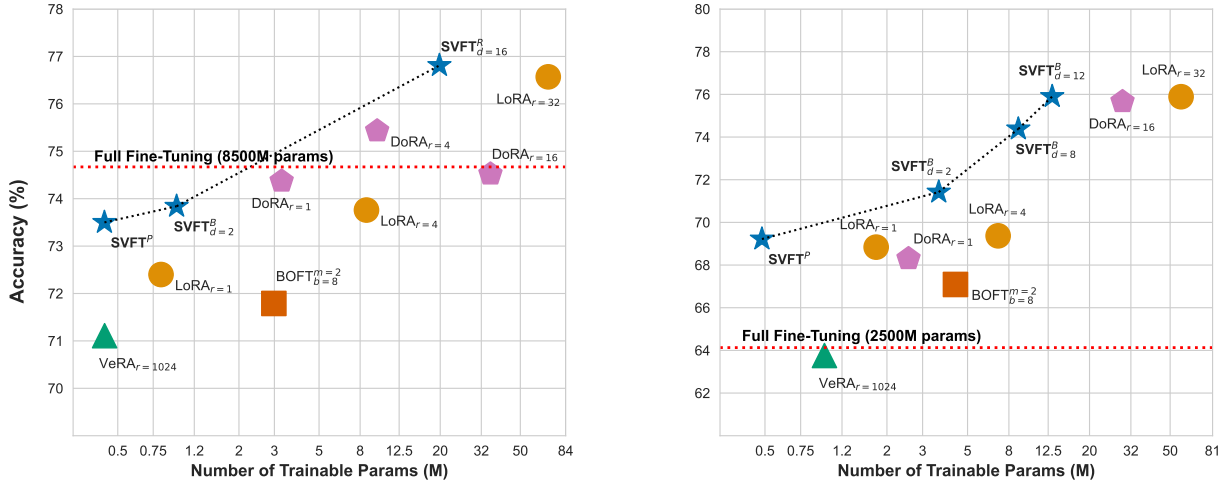 Accuracy (%)
78
77
76
75
74
73
72
71
70
SVFT^R_{d=16}
LoRA_{r=32}
DoRA_{r=4}
DoRA_{r=16}
Full Fine-Tuning (8500M params)
DoRA_{r=1}
SVFT^P
SVFT^B_{d=2}
LoRA_{r=4}
BOFT^{m=2}_{b=8}
LoRA_{r=1}
VeRA_{r=1024}
0.5 0.75 1.2 2 3 5 8 12.5 20 32 50 84
Number of Trainable Params (M)
80
78
76
74
72
70
68
66
64
62
SVFT^B_{d=12}
LoRA_{r=32}
DoRA_{r=16}
SVFT^B_{d=8}
SVFT^B_{d=2}
LoRA_{r=4}
LoRA_{r=1}
DoRA_{r=1}
SVFT^P
BOFT^{m=2}_{b=8}
Full Fine-Tuning (2500M params)
VeRA_{r=1024}
0.5 0.75 1.2 2 3 5 8 12.5 20 32 50 81
Number of Trainable Params (M)